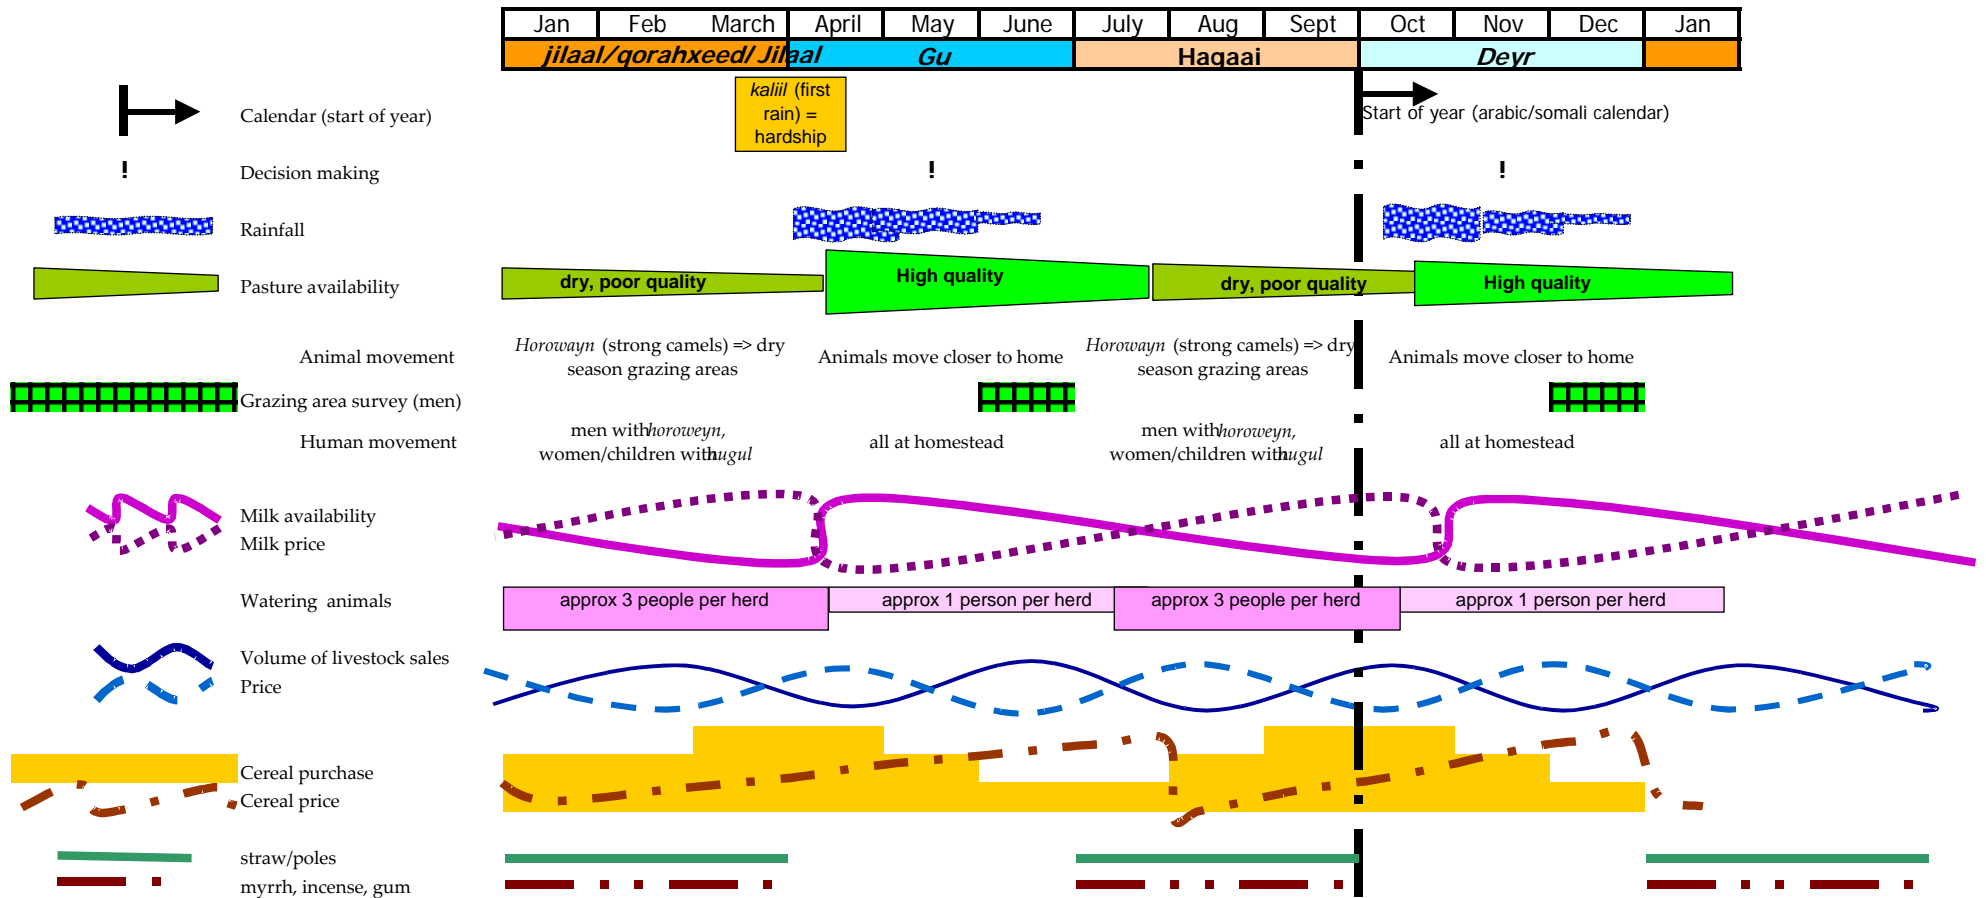 Jan Feb March April May June July Aug Sept Oct Nov Dec Jan
jilaal/qorahxeed/Jilaal Gu Hagaai Deyr
kaliil (first
rain) =
hardship
Calendar (start of year)
Start of year (arabic/somali calendar)
! Decision making ! !
Rainfall
Pasture availability
dry, poor quality High quality dry, poor quality High quality
Animal movement
Horowayn (strong camels) => dry
season grazing areas
Animals move closer to home
Horowayn (strong camels) => dry
season grazing areas
Animals move closer to home
Grazing area survey (men)
Human movement
men with horoweyn,
women/children with nugul
all at homestead
men with horoweyn,
women/children with nugul
all at homestead
Milk availability
Milk price
Watering animals
approx 3 people per herd approx 1 person per herd approx 3 people per herd approx 1 person per herd
Volume of livestock sales
Price
Cereal purchase
Cereal price
straw/poles
myrrh, incense, gum